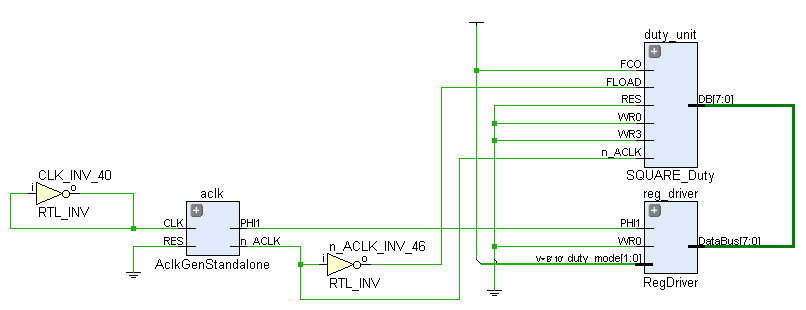 duty_unit
FCO
FLOAD
RES
DB[7:0]
WR0
WR3
n_ACLK
SQUARE_Duty
CLK_INV_40
i
o
RTL_INV
aclk
reg_driver
CLK
PHI1
PHI1
RES
n_ACLK
n_ACLK_INV_46
WR0
DataBus[7:0]
i
o
duty_mode[1:0]
AclkGenStandalone
RTL_INV
RegDriver